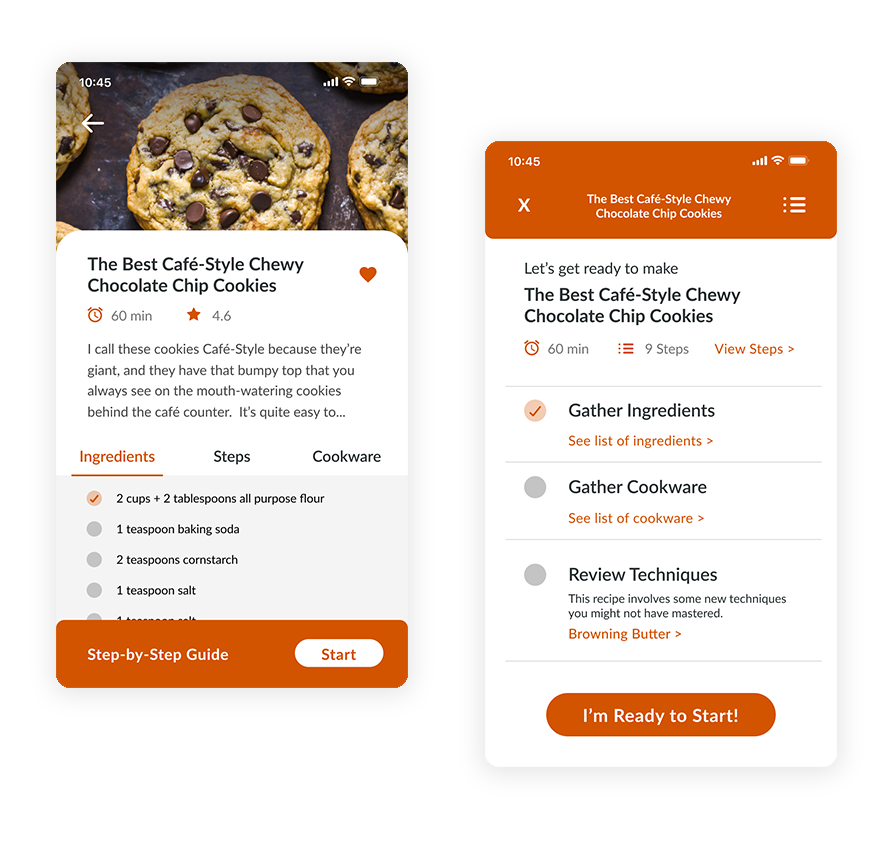 10:45
The Best Café-Style Chewy
Chocolate Chip Cookies
60 min 4.6
I call these cookies Café-Style because they're
giant, and they have that bumpy top that you
always see on the mouth-watering cookies
behind the café counter. It's quite easy to...
Ingredients Steps Cookware
2 cups + 2 tablespoons all purpose flour
1 teaspoon baking soda
2 teaspoons cornstarch
1 teaspoon salt
1 teaspoon salt
Step-by-Step Guide Start
10:45
X
The Best Café-Style Chewy
Chocolate Chip Cookies
Let's get ready to make
The Best Café-Style Chewy
Chocolate Chip Cookies
60 min 9 Steps View Steps >
Gather Ingredients
See list of ingredients >
Gather Cookware
See list of cookware >
Review Techniques
This recipe involves some new techniques
you might not have mastered.
Browning Butter >
I'm Ready to Start!